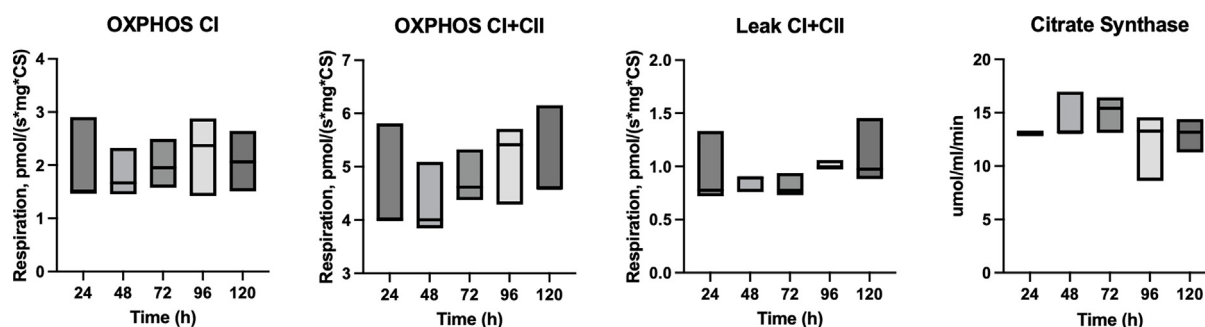 OXPHOS CI
Respiration, pmol/(s*mg*CS)
4
3
2
1
0
24 48 72 96 120
Time (h)
OXPHOS CI+CII
Respiration, pmol/(s*mg*CS)
7
6
5
4
3
24 48 72 96 120
Time (h)
Leak CI+CII
Respiration, pmol/(s*mg*CS)
2.0
1.5
1.0
0.5
0.0
24 48 72 96 120
Time (h)
Citrate Synthase
umol/ml/min
20
15
10
5
0
24 48 72 96 120
Time (h)